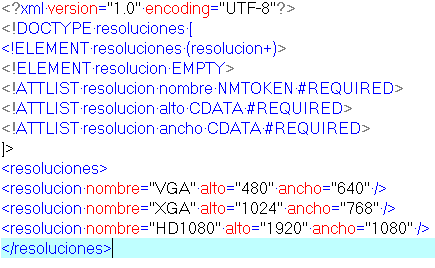 <?xml version="1.0" encoding="UTF-8"?>
<!DOCTYPE resoluciones [
<!ELEMENT resoluciones (resolucion+)>
<!ELEMENT resolucion EMPTY>
<!ATTLIST resolucion nombre NMTOKEN #REQUIRED>
<!ATTLIST resolucion alto CDATA #REQUIRED>
<!ATTLIST resolucion ancho CDATA #REQUIRED>
]>
<resoluciones>
<resolucion nombre="VGA" alto="480" ancho="640" />
<resolucion nombre="XGA" alto="1024" ancho="768" />
<resolucion nombre="HD1080" alto="1920" ancho="1080" />
</resoluciones>